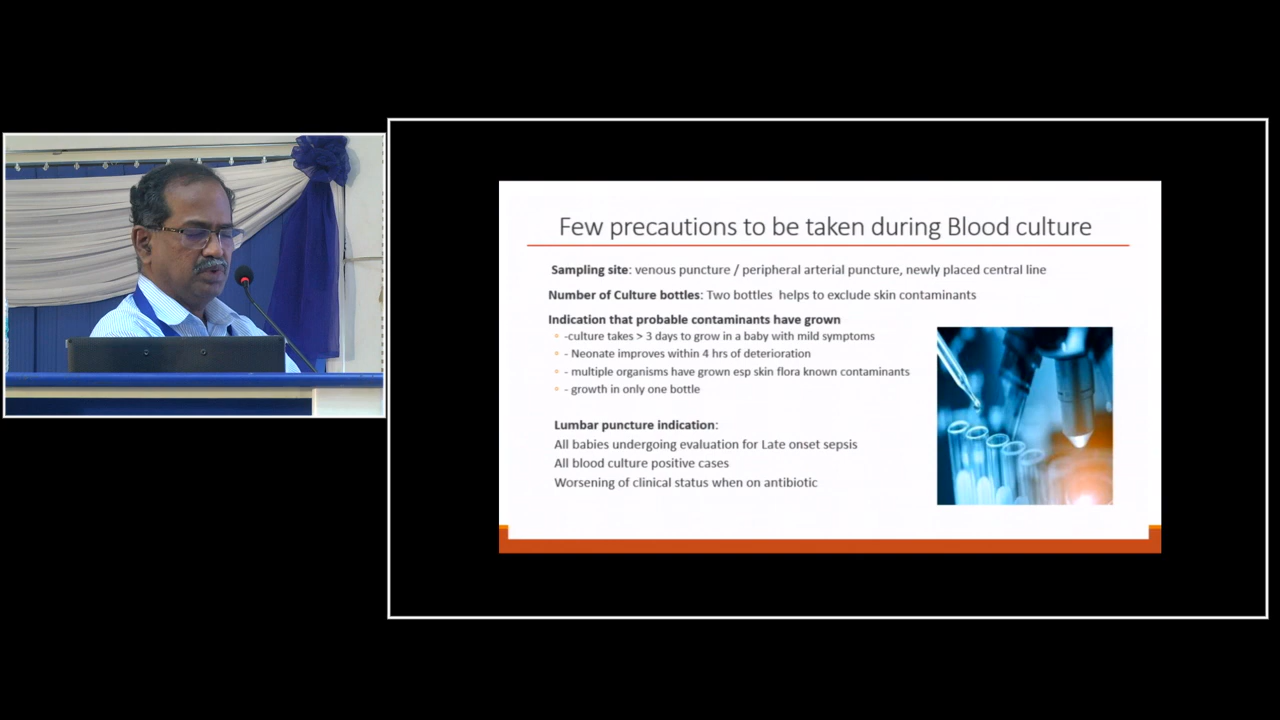 Few precautions to be taken during Blood culture
Sampling site: venous puncture / peripheral arterial puncture, newly placed central line
Number of Culture bottles: Two bottles helps to exclude skin contaminants
Indication that probable contaminants have grown
-culture takes > 3 days to grow in a baby with mild symptoms
- Neonate improves within 4 hrs of deterioration
- multiple organisms have grown esp skin flora known contaminants
- growth in only one bottle
Lumbar puncture indication:
All babies undergoing evaluation for Late onset sepsis
All blood culture positive cases
Worsening of clinical status when on antibiotic